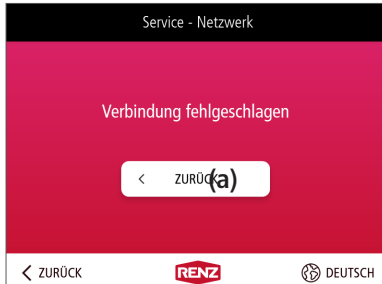 Service - Netzwerk
Verbindung fehlgeschlagen
< ZURÜCK (a)
< ZURÜCK
RENZ
DEUTSCH